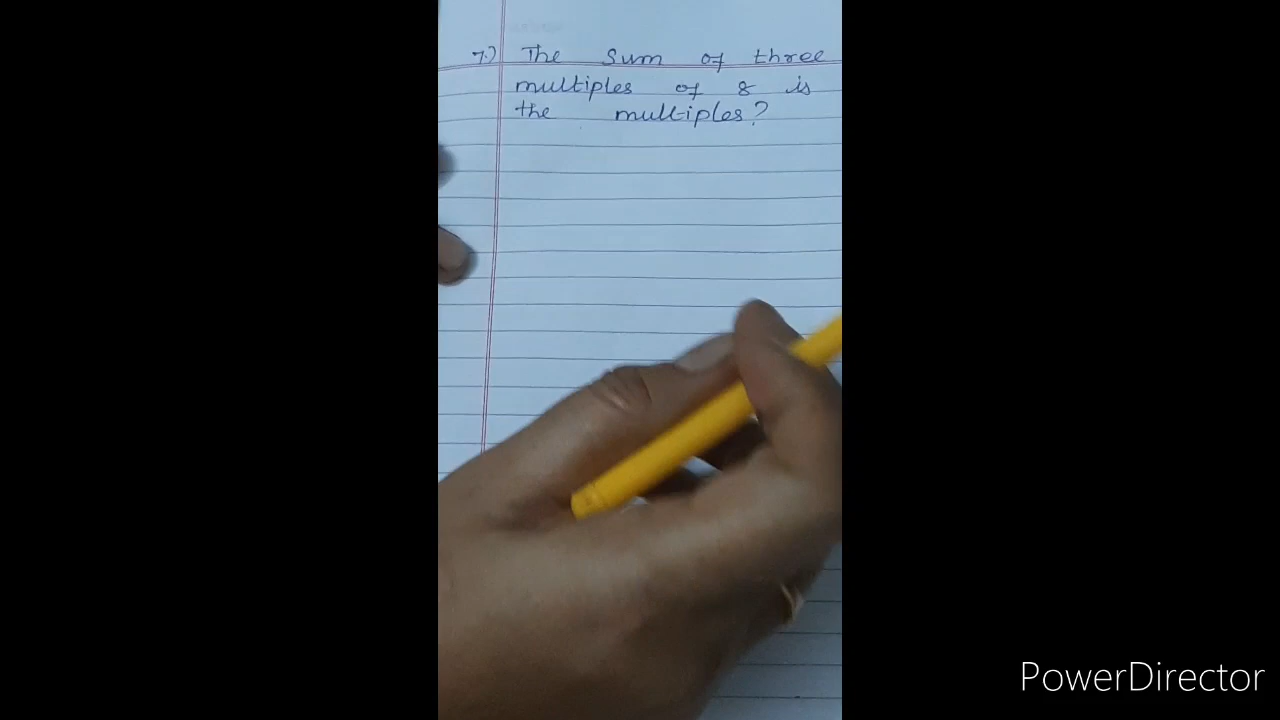 7.) The Sum of three
multiples of 8 is
the multiples?
PowerDirector